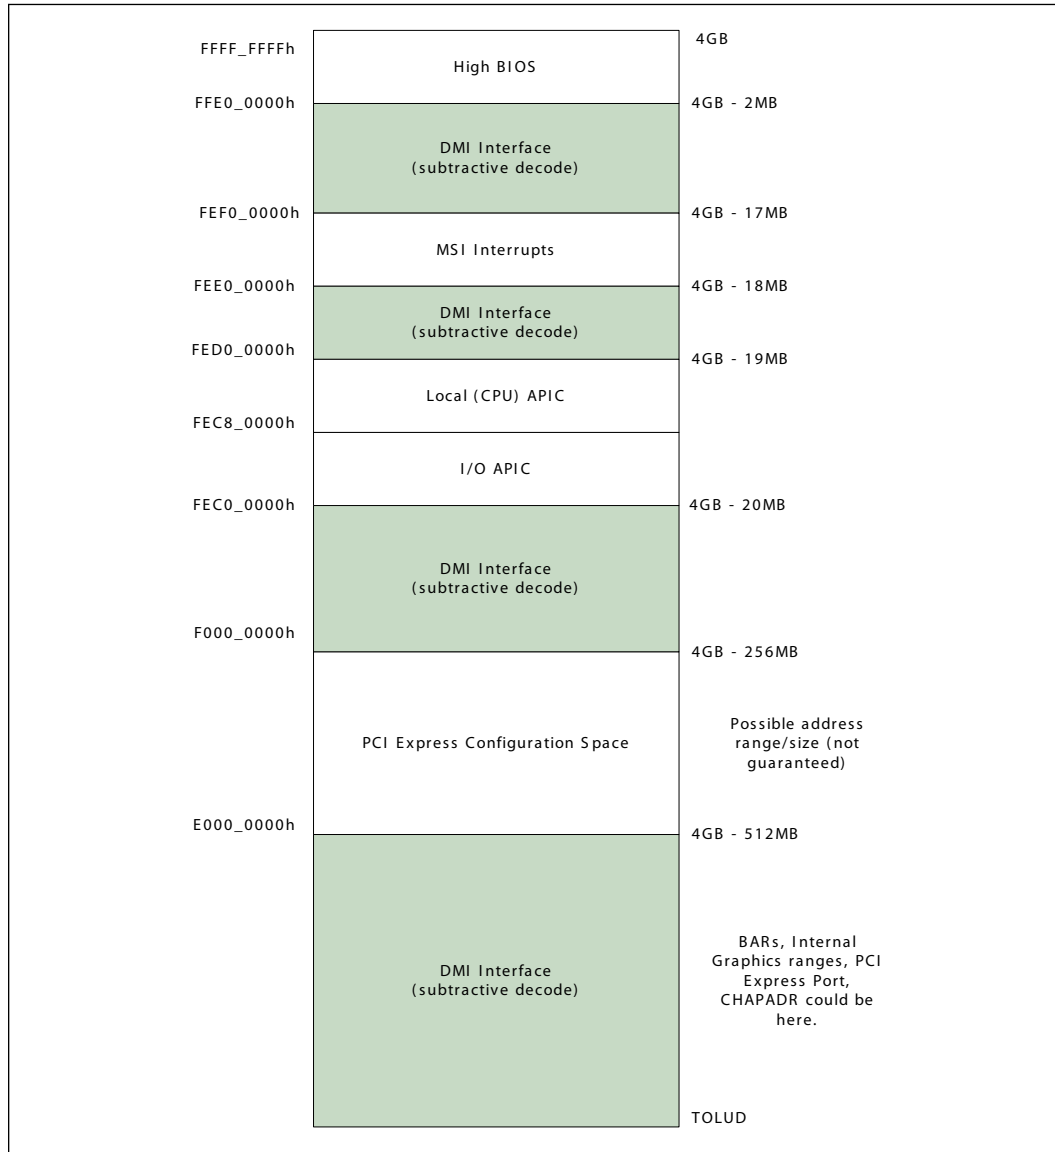 FFFF_FFFFh
4GB
High BIOS
FFE0_0000h
4GB - 2MB
DMI Interface
(subtractive decode)
FEF0_0000h
4GB - 17MB
MSI Interrupts
FEE0_0000h
4GB - 18MB
DMI Interface
(subtractive decode)
FED0_0000h
4GB - 19MB
Local (CPU) APIC
FEC8_0000h
I/O APIC
FEC0_0000h
4GB - 20MB
DMI Interface
(subtractive decode)
F000_0000h
4GB - 256MB
PCI Express Configuration Space
Possible address
range/size (not
guaranteed)
E000_0000h
4GB - 512MB
DMI Interface
(subtractive decode)
BARs, Internal
Graphics ranges, PCI
Express Port,
CHAPADR could be
here.
TOLUD